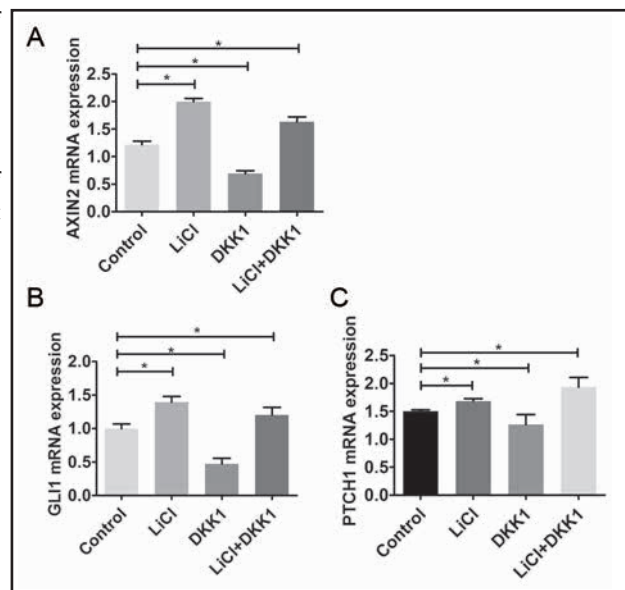 A
*
*
*
AXIN2 mRNA expression
2.5
2.0
1.5
1.0
0.5
0.0
Control
LiCl
DKK1
LiCl+DKK1
B
*
*
*
GLI1 mRNA expression
2.0
1.5
1.0
0.5
0.0
Control
LiCl
DKK1
LiCl+DKK1
C
*
*
*
PTCH1 mRNA expression
2.5
2.0
1.5
1.0
0.5
0.0
Control
LiCl
DKK1
LiCl+DKK1